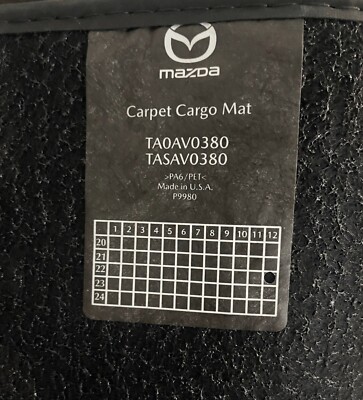 mazda
Carpet Cargo Mat
TA0AV0380
TASAV0380
>PA6/PET<
Made in U.S.A.
P9980
1 2 3 4 5 6 7 8 9 10 11 12
20
21
22
23
24